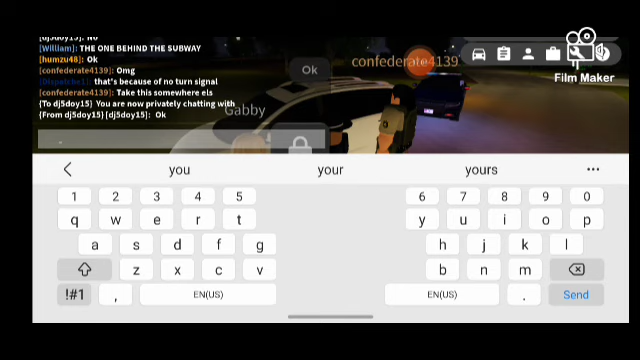 [dj5doy15]: No
[William]: THE ONE BEHIND THE SUBWAY
[humzu48]: Ok
[confederate4139]: Omg
[Dispatcher]: that's because of no turn signal
[confederate4139]: Take this somewhere els
{To dj5doy15} You are now privately chatting with
{From dj5doy15} [dj5doy15]: Ok
Ok
confederate4139
Gabby
Film Maker
you your yours
1 2 3 4 5 6 7 8 9 0
q w e r t y u i o p
a s d f g h j k l
z x c v b n m
!#1 , EN(US) EN(US) . Send